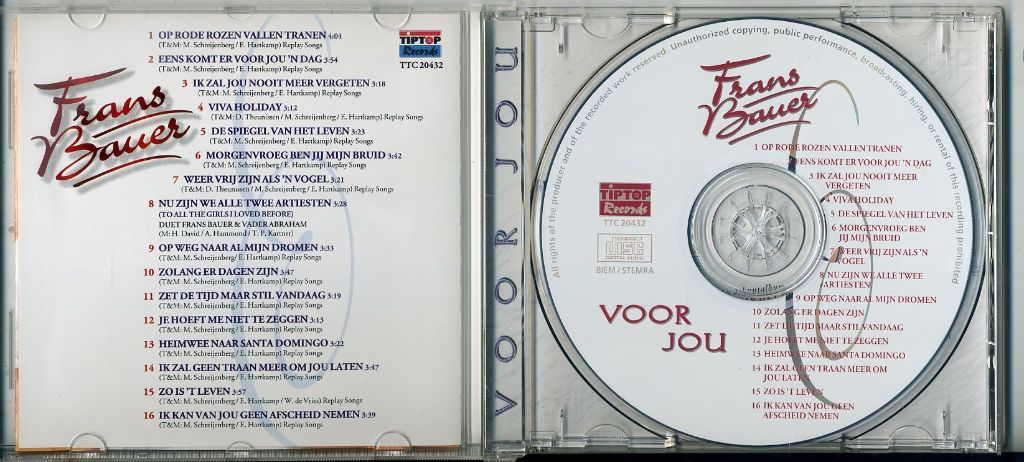 1 OP RODE ROZEN VALLEN TRANEN 4:04
(T&M: M. Schreijenberg / E. Hartkamp) Replay Songs
2 EENS KOMT ER VOOR JOU 'N DAG 3:54
(T&M: M. Schreijenberg / E. Hartkamp) Replay Songs
3 IK ZAL JOU NOOIT MEER VERGETEN 3:18
(T&M: M. Schreijenberg / E. Hartkamp) Replay Songs
4 VIVA HOLIDAY 3:12
(T&M: D. Theunissen / M. Schreijenberg / E. Hartkamp) Replay Songs
5 DE SPIEGEL VAN HET LEVEN 3:23
(T&M: M. Schreijenberg / E. Hartkamp) Replay Songs
6 MORGENVROEG BEN JIJ MIJN BRUID 3:42
(T&M: M. Schreijenberg / E. Hartkamp) Replay Songs
7 WEER VRIJ ZIJN ALS 'N VOGEL 3:21
(T&M: D. Theunissen / M. Schreijenberg / E. Hartkamp) Replay Songs
8 NU ZIJN WE ALLE TWEE ARTIESTEN 3:28
(TO ALL THE GIRLS I LOVED BEFORE)
DUET FRANS BAUER & VADER ABRAHAM
(M: H. David / A. Hammond / T: P. Kartner)
9 OP WEG NAAR AL MIJN DROMEN 3:33
(T&M: M. Schreijenberg / E. Hartkamp) Replay Songs
10 ZOLANG ER DAGEN ZIJN 3:47
(T&M: M. Schreijenberg / E. Hartkamp) Replay Songs
11 ZET DE TIJD MAAR STIL VANDAAG 3:19
(T&M: M. Schreijenberg / E. Hartkamp) Replay Songs
12 JE HOEFT ME NIET TE ZEGGEN 3:13
(T&M: M. Schreijenberg / E. Hartkamp) Replay Songs
13 HEIMWEE NAAR SANTA DOMINGO 3:22
(T&M: M. Schreijenberg / E. Hartkamp) Replay Songs
14 IK ZAL GEEN TRAAN MEER OM JOU LATEN 3:47
(T&M: M. Schreijenberg / E. Hartkamp) Replay Songs
15 ZO IS 'T LEVEN 3:57
(T&M: M. Schreijenberg / E. Hartkamp / W. de Vries) Replay Songs
16 IK KAN VAN JOU GEEN AFSCHEID NEMEN 3:39
(T&M: M. Schreijenberg / E. Hartkamp) Replay Songs
Frans
Bauer
TIPTOP
Records
TTC 20432
VOOR JOU
All rights of the producer and of the recorded work reserved. Unauthorized copying, public performance, broadcasting, hiring, or rental of this recording prohibited
Frans
Bauer
TIPTOP
Records
TTC 20432
COMPACT
disc
DIGITAL AUDIO
BIEM / STEMRA
VOOR
JOU
1 OP RODE ROZEN VALLEN TRANEN
EENS KOMT ER VOOR JOU 'N DAG
3 IK ZAL JOU NOOIT MEER
VERGETEN
4 VIVA HOLIDAY
5 DE SPIEGEL VAN HET LEVEN
6 MORGENVROEG BEN
JIJ MIJN BRUID
7 WEER VRIJ ZIJN ALS 'N
VOGEL
8 NU ZIJN WE ALLE TWEE
ARTIESTEN
9 OP WEG NAAR AL MIJN DROMEN
10 ZOLANG ER DAGEN ZIJN
11 ZET DE TIJD MAAR STIL VANDAAG
12 JE HOEFT ME NIET TE ZEGGEN
13 HEIMWEE NAAR SANTA DOMINGO
14 IK ZAL GEEN TRAAN MEER OM
JOU LATEN
15 ZO IS 'T LEVEN
16 IK KAN VAN JOU GEEN
AFSCHEID NEMEN